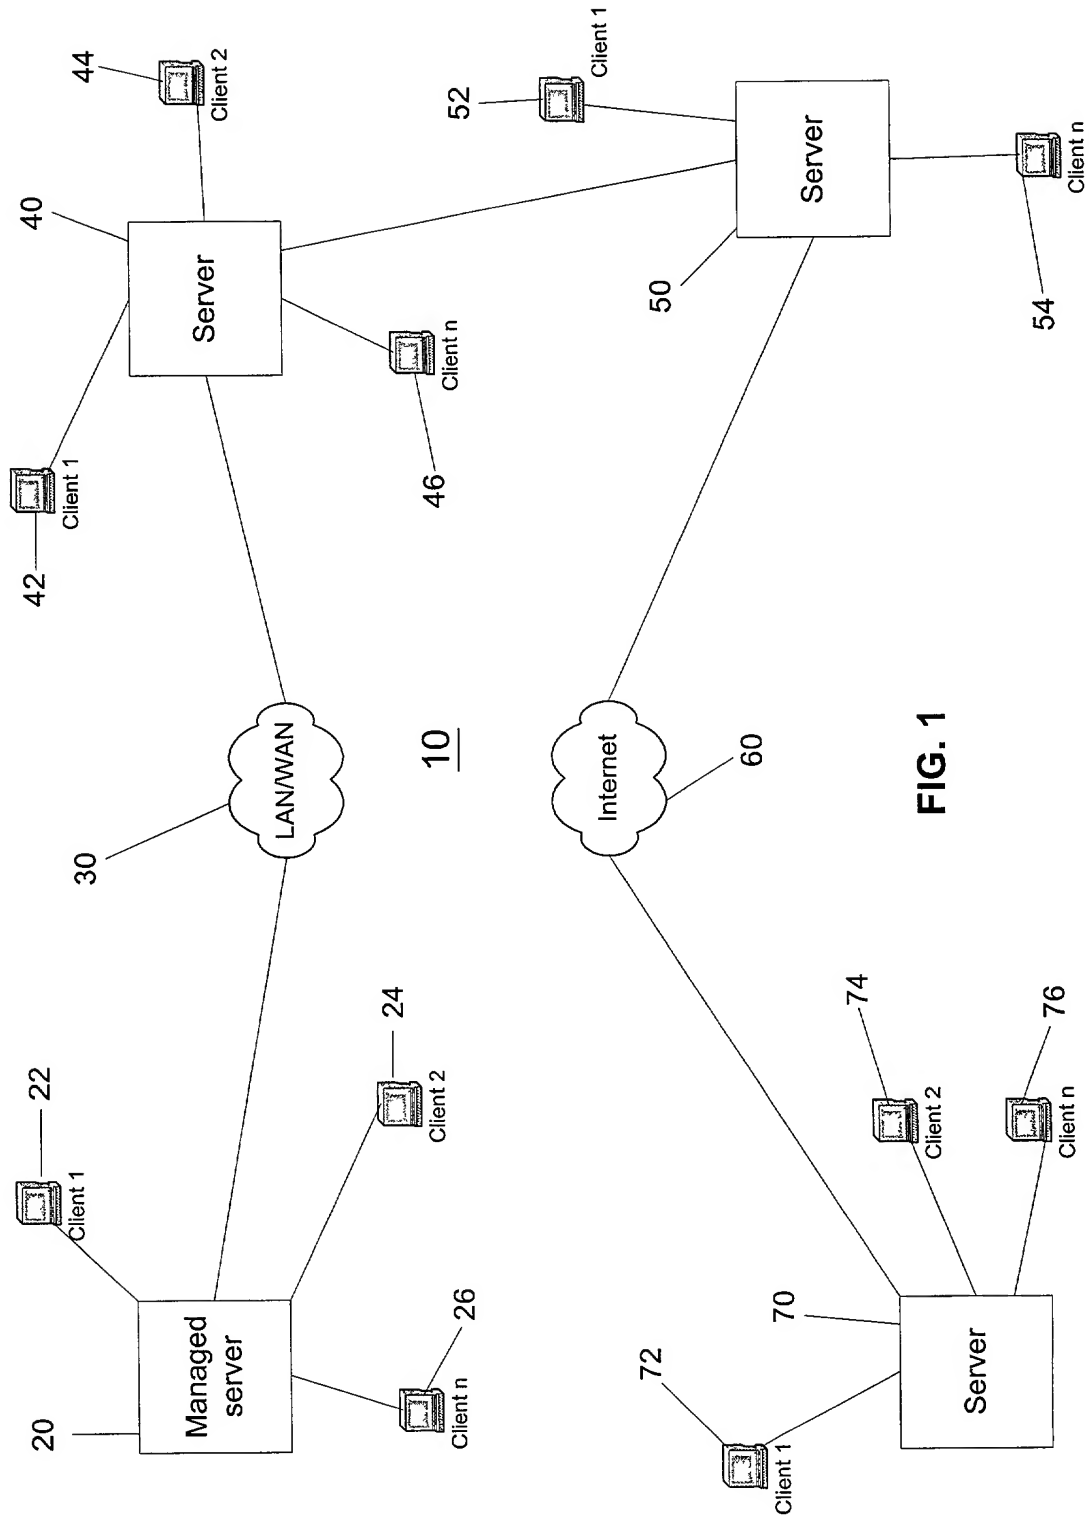 22
Client 1
20
Managed
server
24
Client 2
26
Client n
30
LAN/WAN
42
Client 1
40
Server
44
Client 2
46
Client n
10
72
Client 1
70
Server
74
Client 2
76
Client n
Internet
60
50
Server
52
Client 1
54
Client n
FIG. 1